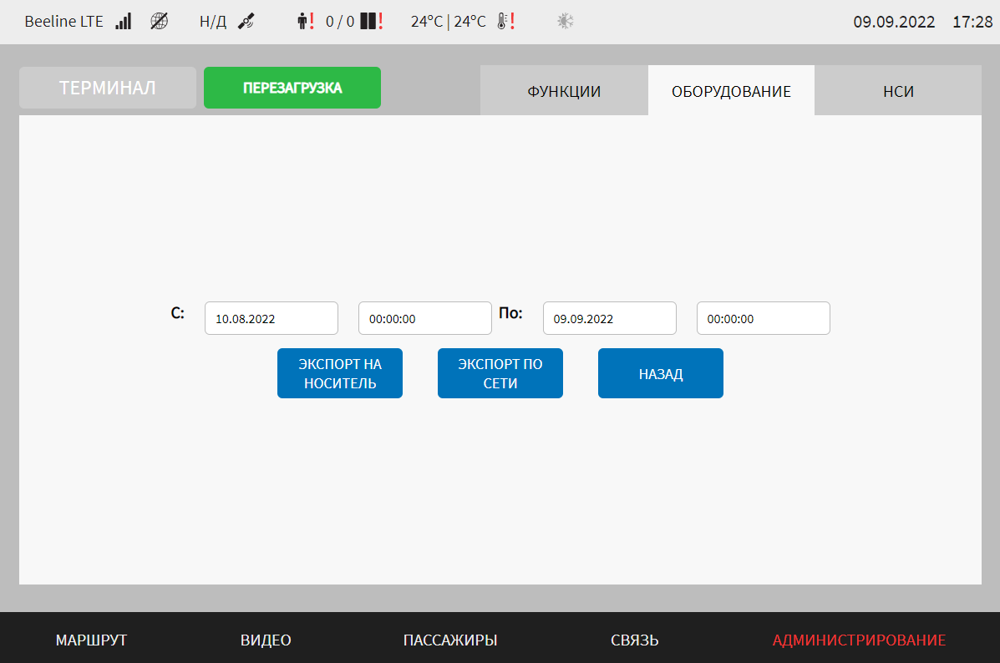 Beeline LTE Н/Д ! 0 / 0 ! 24°C | 24°C ! 09.09.2022 17:28
ТЕРМИНАЛ ПЕРЕЗАГРУЗКА ФУНКЦИИ ОБОРУДОВАНИЕ НСИ
С: 10.08.2022 00:00:00 По: 09.09.2022 00:00:00
ЭКСПОРТ НА
НОСИТЕЛЬ
ЭКСПОРТ ПО
СЕТИ
НАЗАД
МАРШРУТ ВИДЕО ПАССАЖИРЫ СВЯЗЬ АДМИНИСТРИРОВАНИЕ